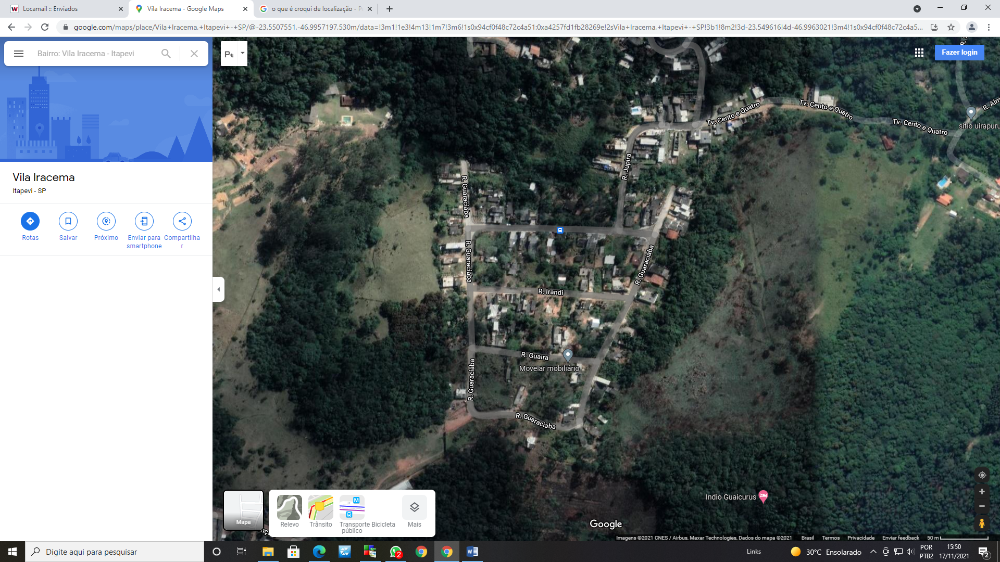 Locamail :: Enviados
Vila Iracema - Google Maps
o que é croqui de localização - P
google.com/maps/place/Vila+Iracema,+Itapevi+-+SP/@-23.5507551,-46.9957197,530m/data=!3m1!1e3!4m13!1m7!3m6!1s0x94cf0f48c72c4a51:0xa4257fd1fb28269e!2sVila+Iracema,+Itapevi+-+SP!3b1!8m2!3d-23.549616!4d-46.9963021!3m4!1s0x94cf0f48c72c4a5...
Bairro: Vila Iracema - Itapevi
Pt
Fazer login
Vila Iracema
Itapevi - SP
Rotas
Salvar
Próximo
Enviar para
smartphone
Compartilha
r
Tv. Cento e Quatro
Tv. Cento e Quatro
Tv. Cento e Quatro
R. Alm
sitio uirapuru
R. Jupira
R. Guaraciaba
R. Guaraciaba
R. Guaraciaba
R. Irandi
R. Guaira
Movelar mobiliário
R. Guaraciaba
R. Guaraciaba
Indio Guaicurus
Mapa
Relevo
Trânsito
Transporte
público
Bicicleta
Mais
Google
Imagens ©2021 CNES / Airbus, Maxar Technologies, Dados do mapa ©2021
Brasil
Termos
Privacidade
Enviar feedback
50 m
Digite aqui para pesquisar
2
Links
30°C Ensolarado
POR
PTB2
15:50
17/11/2021
2